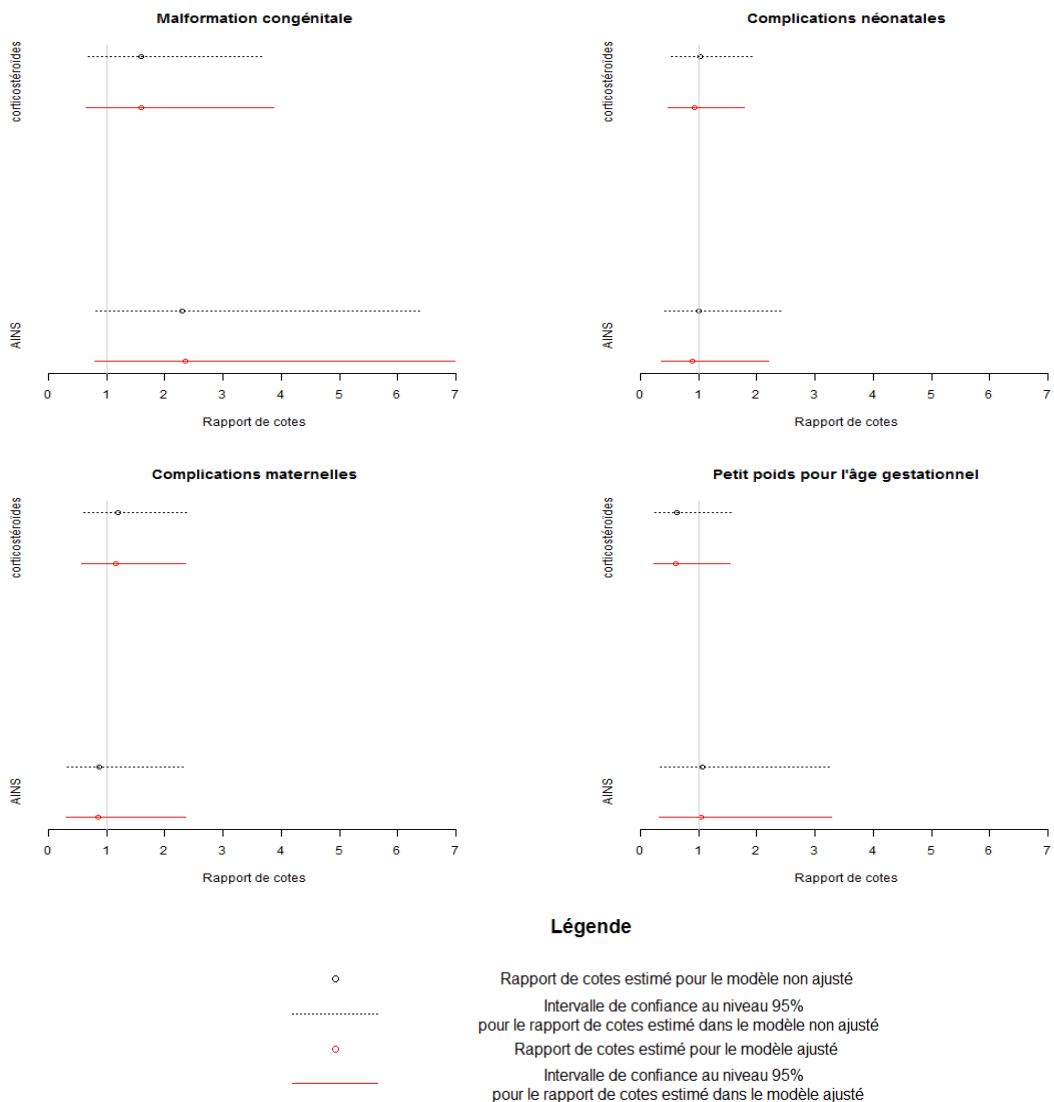 Malformation congénitale
corticostéroïdes
AINS
0 1 2 3 4 5 6 7
Rapport de cotes
Complications néonatales
corticostéroïdes
AINS
0 1 2 3 4 5 6 7
Rapport de cotes
Complications maternelles
corticostéroïdes
AINS
0 1 2 3 4 5 6 7
Rapport de cotes
Petit poids pour l'âge gestationnel
corticostéroïdes
AINS
0 1 2 3 4 5 6 7
Rapport de cotes
Légende
Rapport de cotes estimé pour le modèle non ajusté
Intervalle de confiance au niveau 95%
pour le rapport de cotes estimé dans le modèle non ajusté
Rapport de cotes estimé pour le modèle ajusté
Intervalle de confiance au niveau 95%
pour le rapport de cotes estimé dans le modèle ajusté